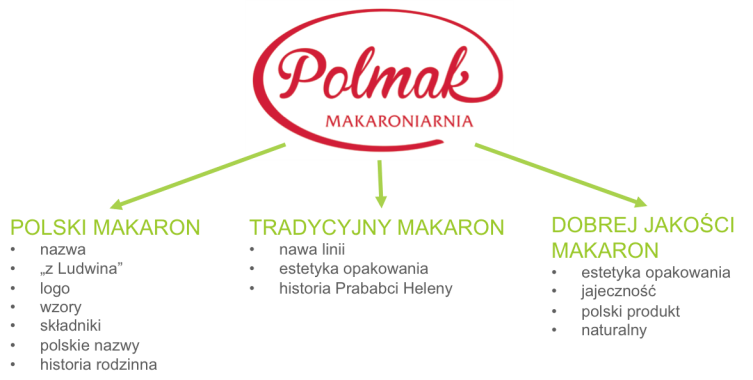 Polmak
MAKARONIARNIA
POLSKI MAKARON
• nazwa
• „z Ludwina”
• logo
• wzory
• składniki
• polskie nazwy
• historia rodzinna
TRADYCYJNY MAKARON
• nawa linii
• estetyka opakowania
• historia Prababci Heleny
DOBREJ JAKOŚCI
MAKARON
• estetyka opakowania
• jajeczność
• polski produkt
• naturalny